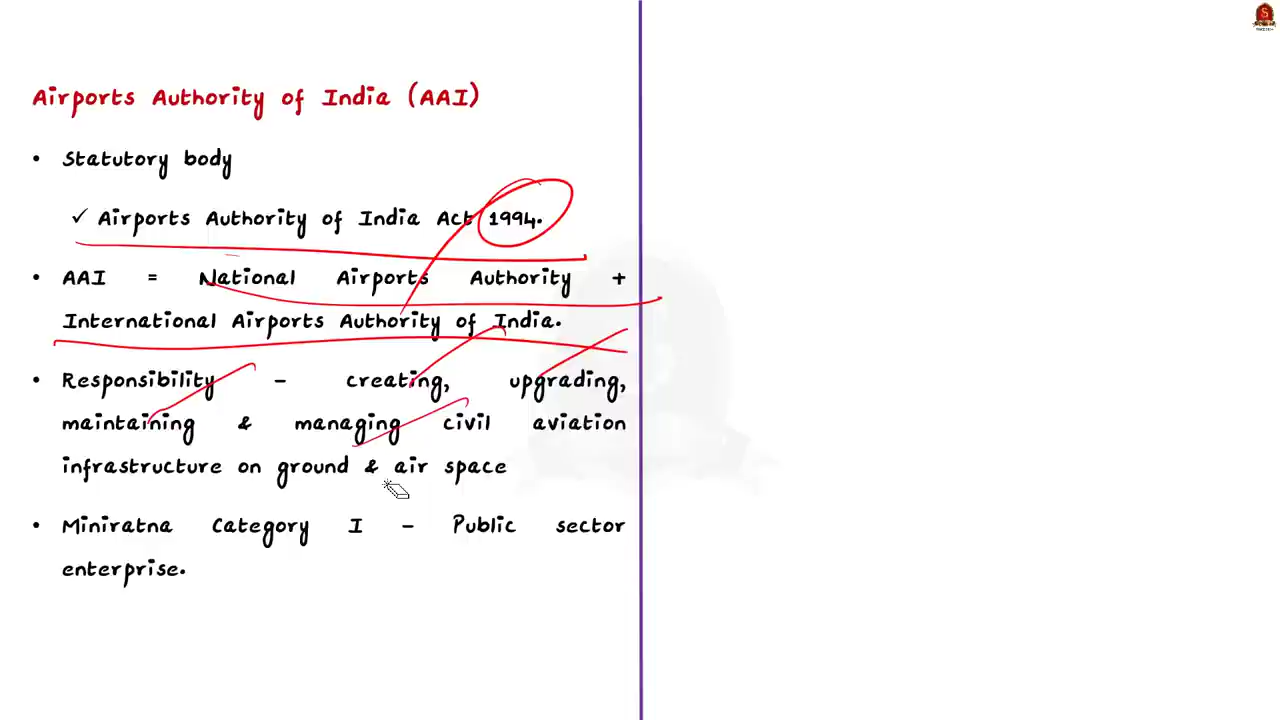 Airports Authority of India (AAI)
• Statutory body
✓ Airports Authority of India Act 1994.
• AAI = National Airports Authority +
International Airports Authority of India.
• Responsibility - creating, upgrading,
maintaining & managing civil aviation
infrastructure on ground & air space
• Miniratna Category I - Public sector
enterprise.